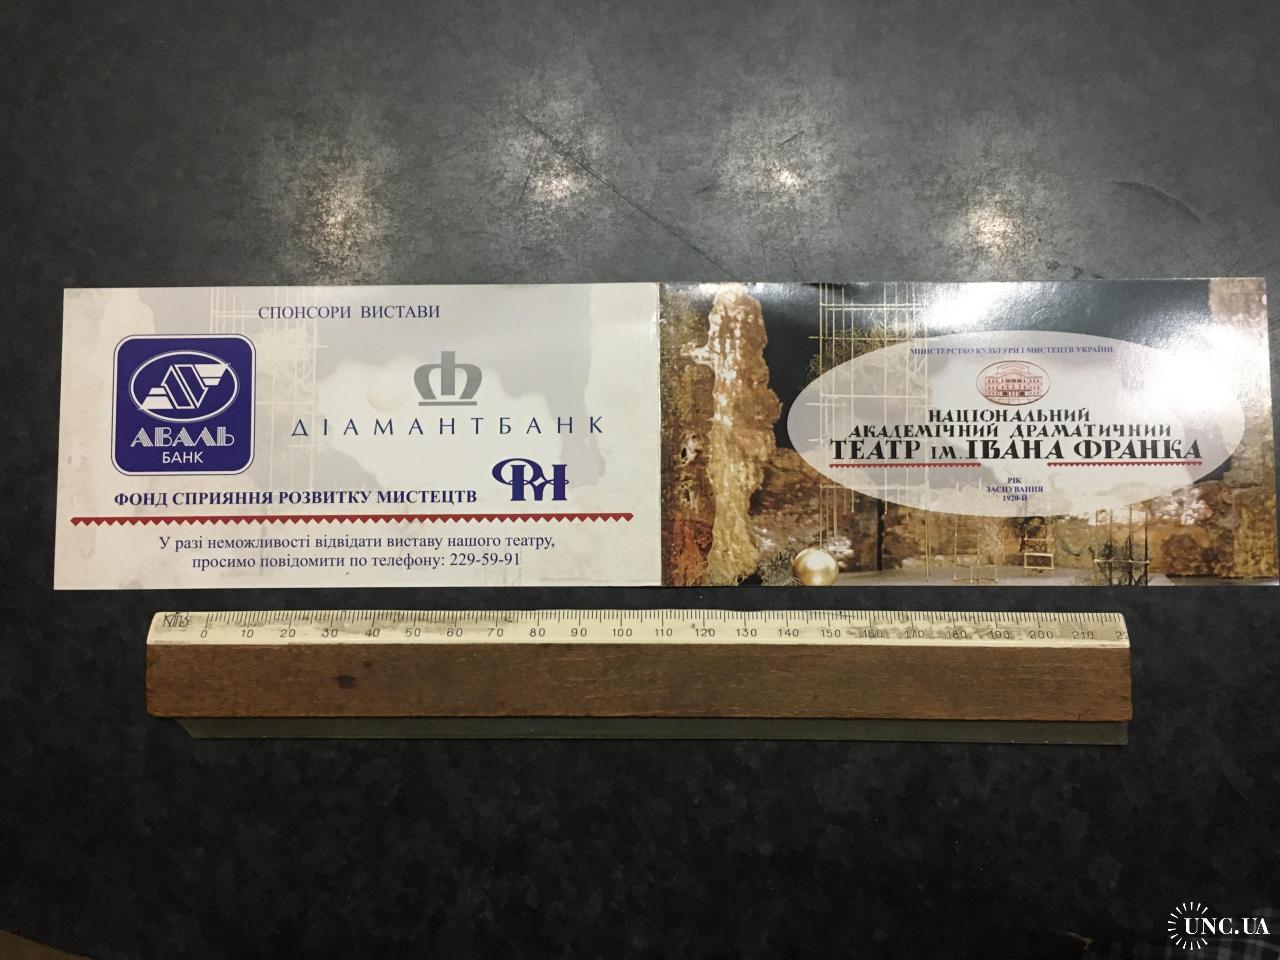 СПОНСОРИ ВИСТАВИ
АВАЛЬ
БАНК
ДІАМАНТБАНК
ФОНД СПРИЯННЯ РОЗВИТКУ МИСТЕЦТВ
У разі неможливості відвідати виставу нашого театру,
просимо повідомити по телефону: 229-59-91
МІНІСТЕРСТВО КУЛЬТУРИ І МИСТЕЦТВ УКРАЇНИ
НАЦІОНАЛЬНИЙ
АКАДЕМІЧНИЙ ДРАМАТИЧНИЙ
ТЕАТР ІМ. ІВАНА ФРАНКА
РІК
ЗАСНУВАННЯ
1920-Й
0 10 20 30 40 50 60 70 80 90 100 110 120 130 140 150 160 170 180 190 200 210
UNC.UA